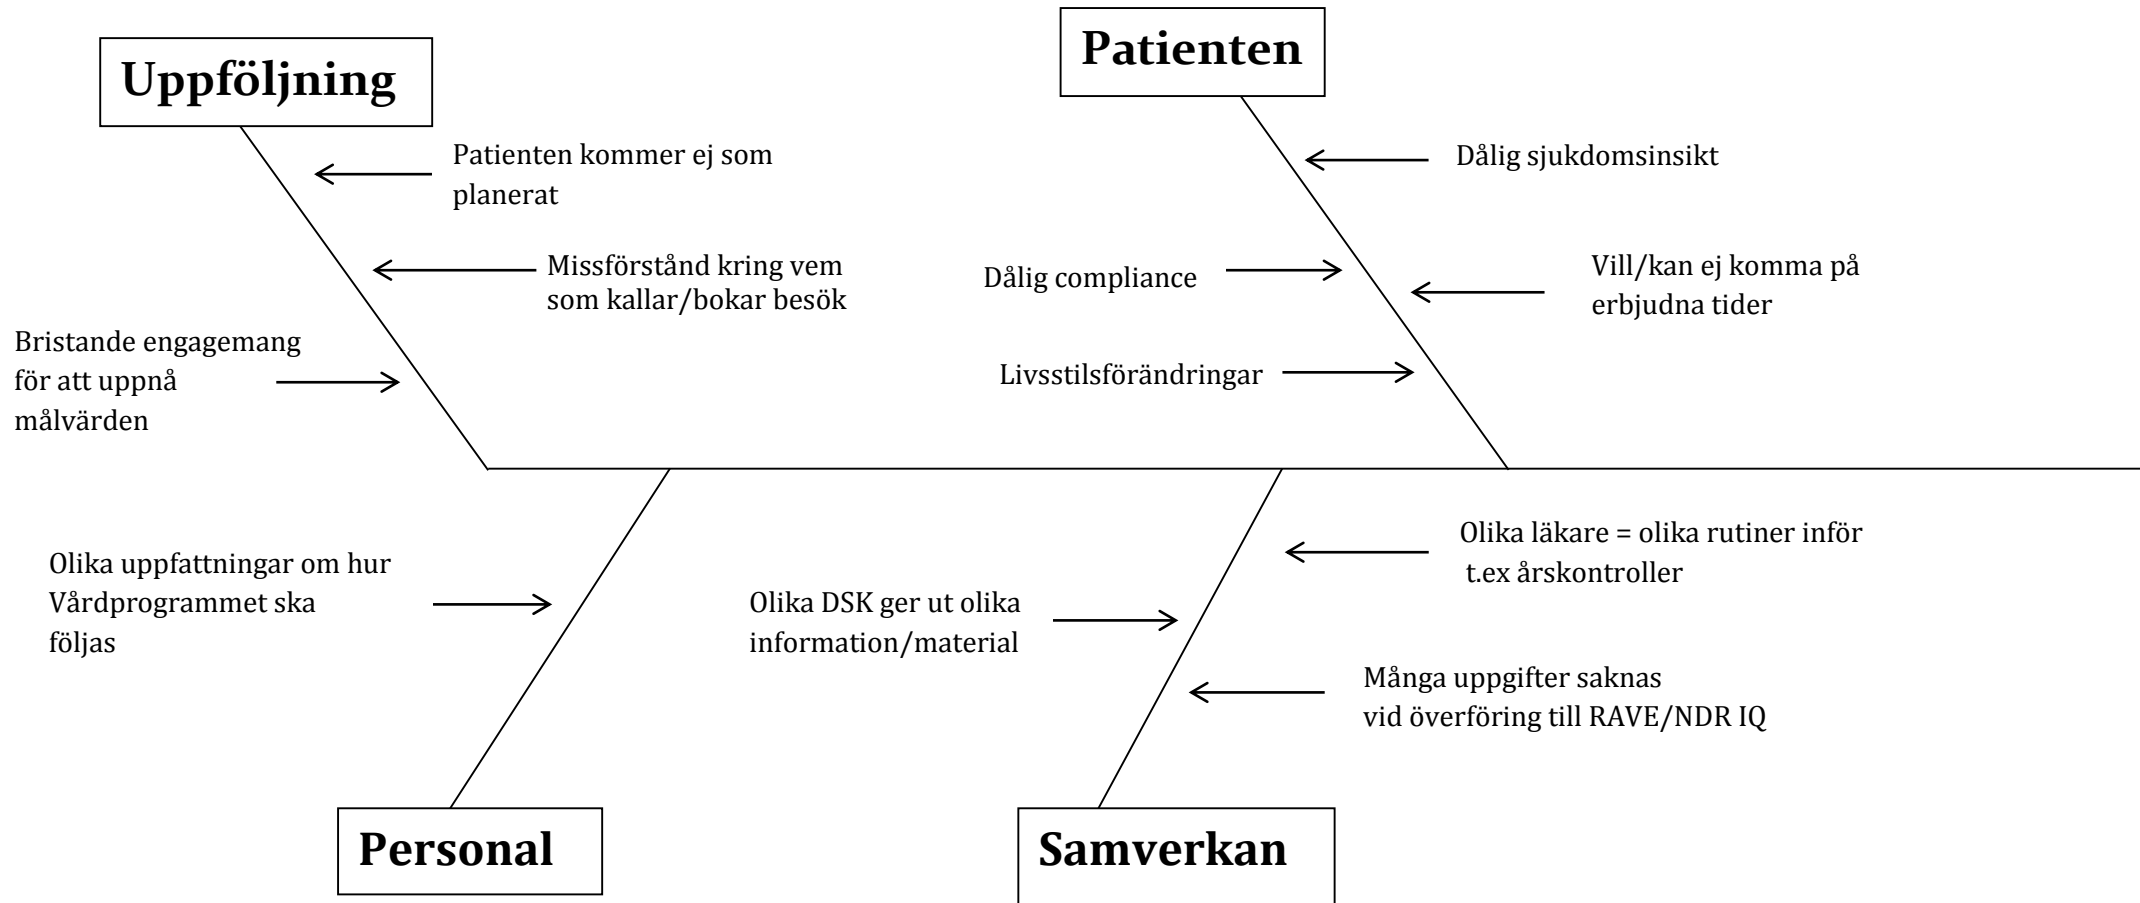 Uppföljning
Patienten kommer ej som
planerat
Missförstånd kring vem
som kallar/bokar besök
Bristande engagemang
för att uppnå
målvärden
Patienten
Dålig sjukdomsinsikt
Dålig compliance
Vill/kan ej komma på
erbjudna tider
Livsstilsförändringar
Olika uppfattningar om hur
Vårdprogrammet ska
följas
Personal
Olika läkare = olika rutiner inför
t.ex årskontroller
Olika DSK ger ut olika
information/material
Många uppgifter saknas
vid överföring till RAVE/NDR IQ
Samverkan